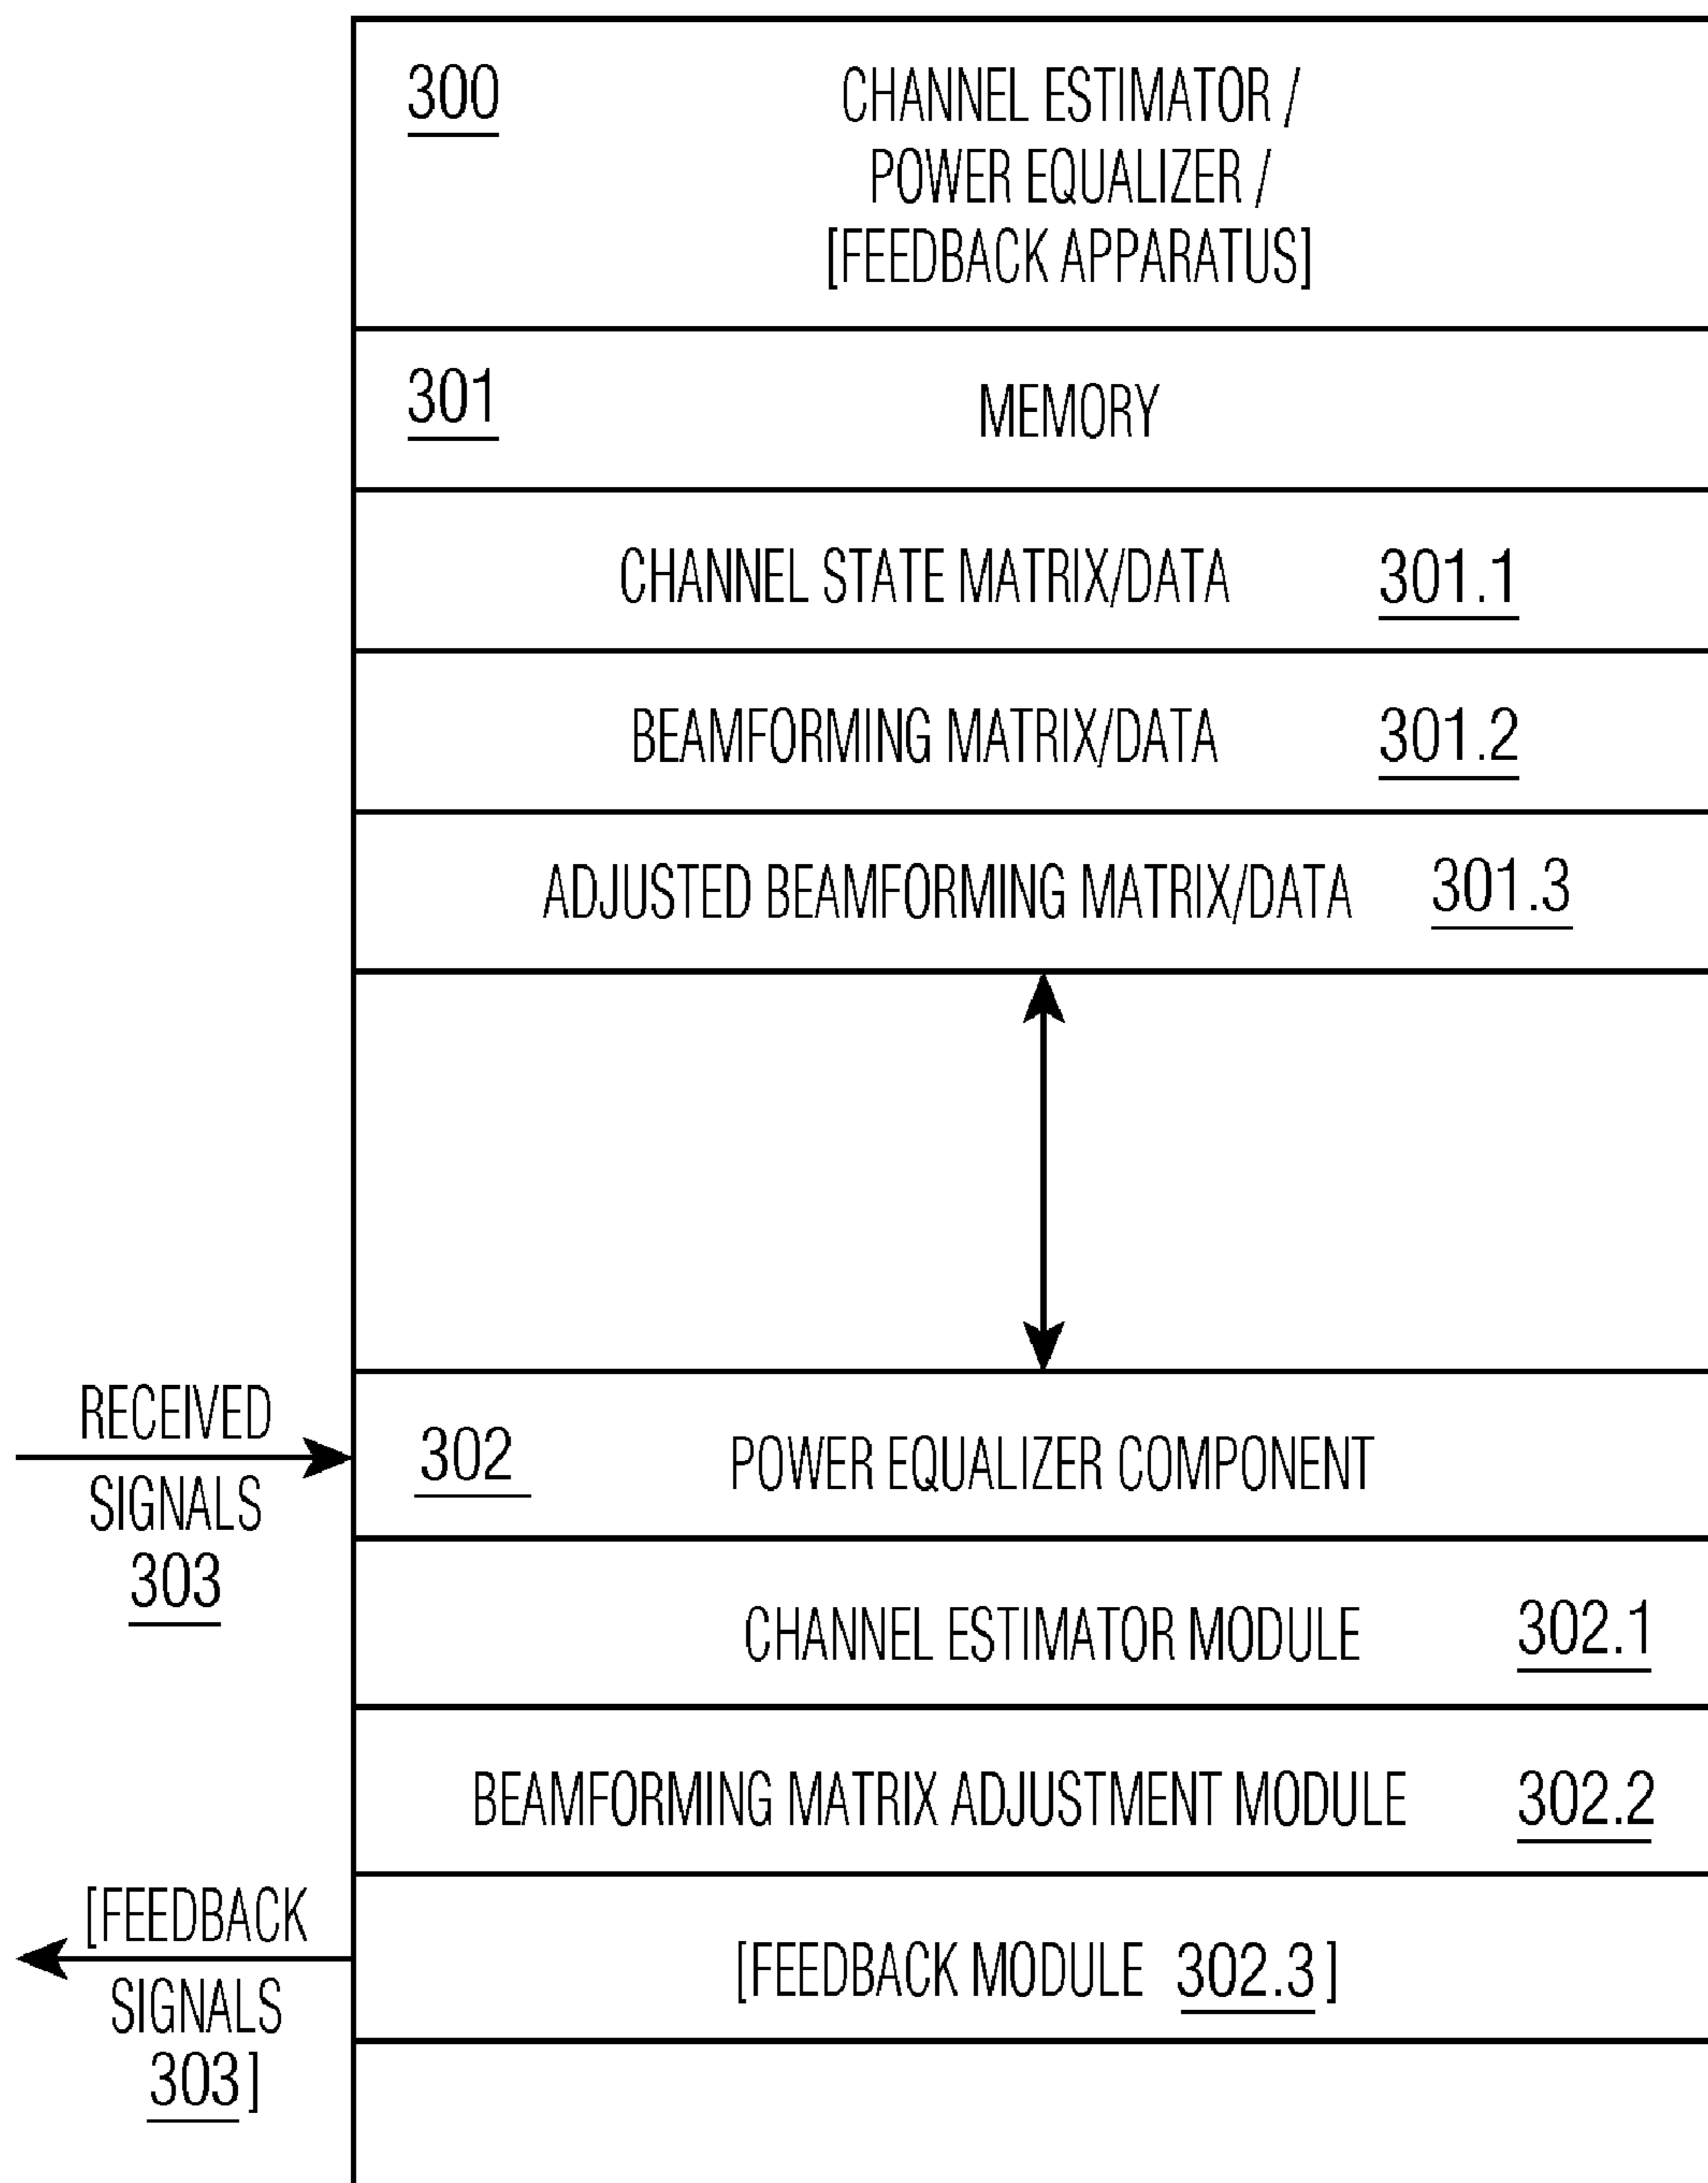 300
CHANNEL ESTIMATOR /
POWER EQUALIZER /
[FEEDBACK APPARATUS]
301 MEMORY
CHANNEL STATE MATRIX/DATA 301.1
BEAMFORMING MATRIX/DATA 301.2
ADJUSTED BEAMFORMING MATRIX/DATA 301.3
RECEIVED
SIGNALS
303
302 POWER EQUALIZER COMPONENT
CHANNEL ESTIMATOR MODULE 302.1
BEAMFORMING MATRIX ADJUSTMENT MODULE 302.2
[FEEDBACK
SIGNALS
303]
[FEEDBACK MODULE 302.3]